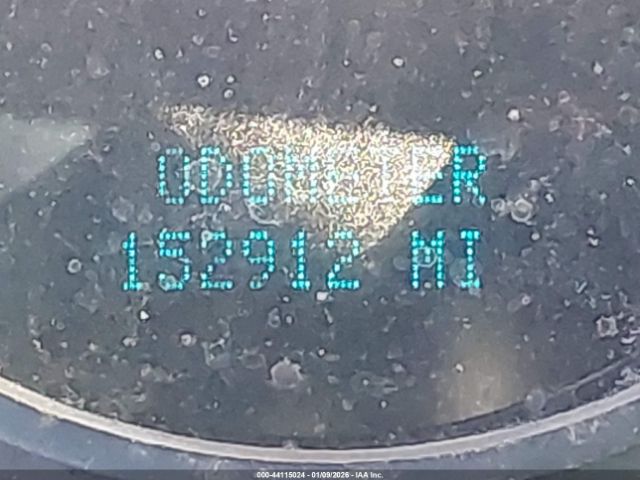 ODOMETER
152912 MI
000-44115024 - 01/09/2026 - IAA Inc.